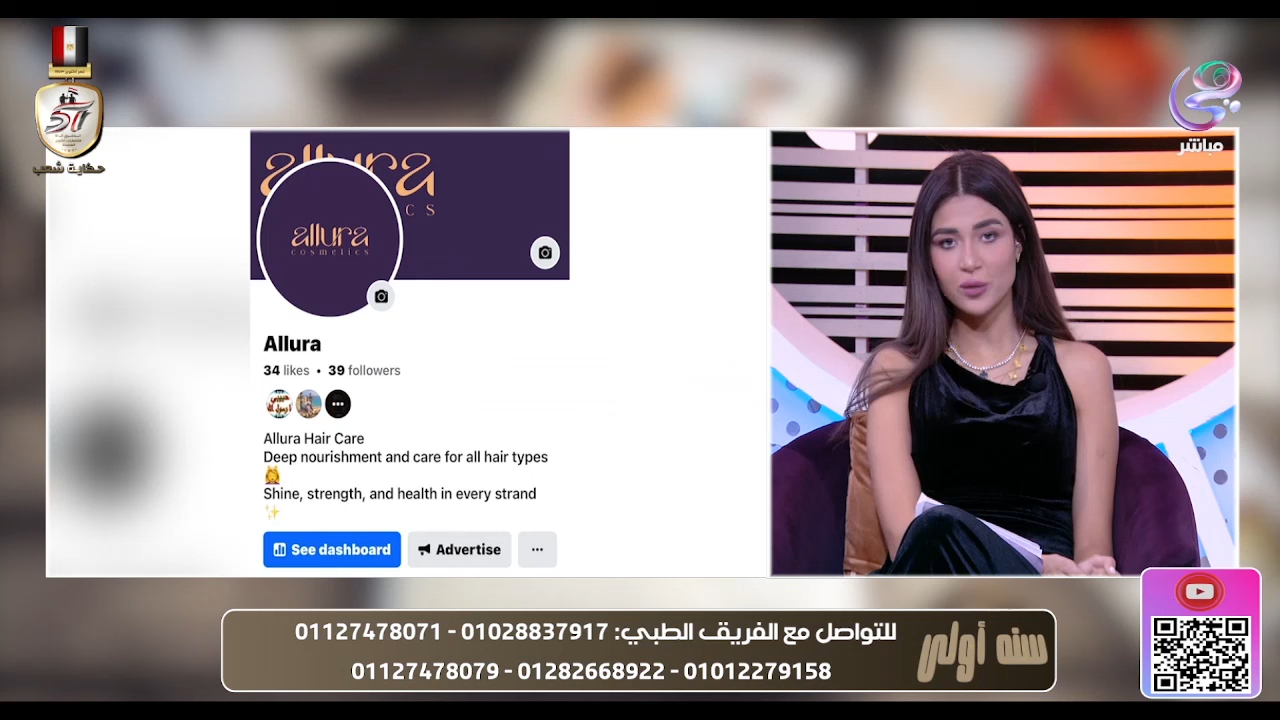 حكاية شعب
مباشر
allura
cosmetics
allura
cosmetics
Allura
34 likes • 39 followers
Allura Hair Care
Deep nourishment and care for all hair types
💆
Shine, strength, and health in every strand
✨
See dashboard
Advertise
سنه أولى
للتواصل مع الفريق الطبي: 01028837917 - 01127478071
01012279158 - 01282668922 - 01127478079